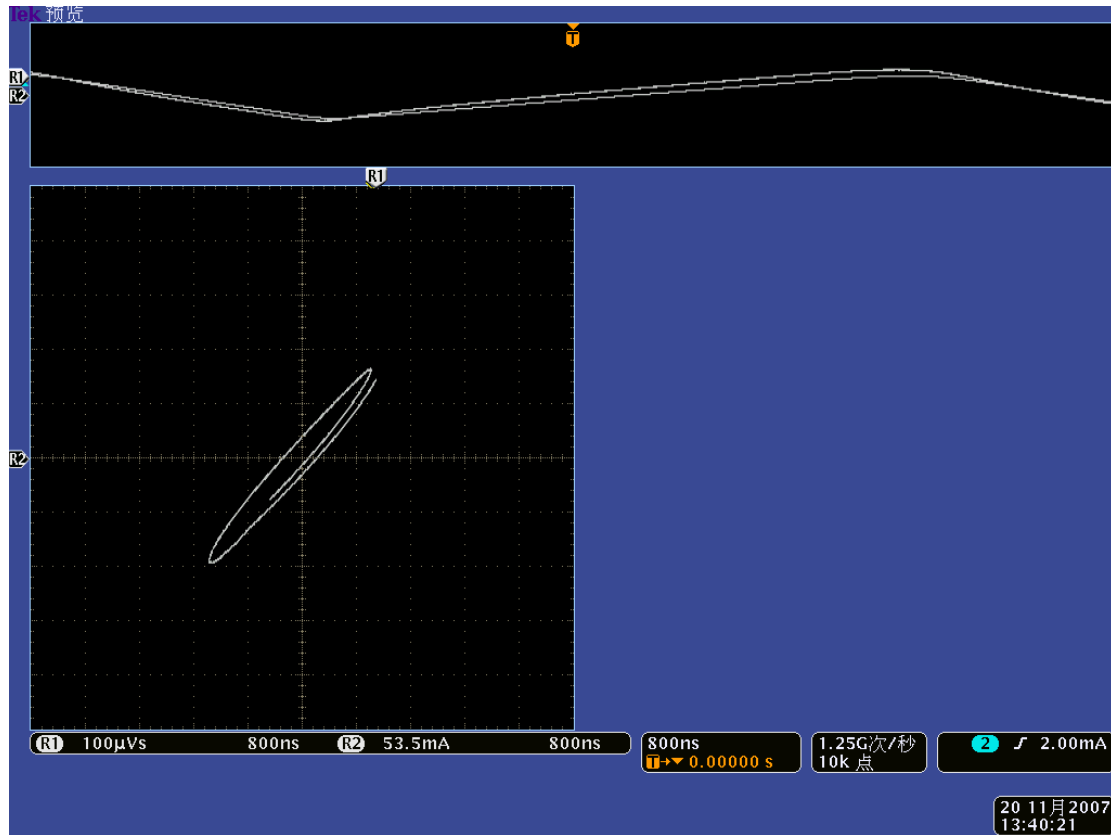 Tek 预览
T
R1
R2
R1
R2
R1 100µVs 800ns R2 53.5mA 800ns
800ns
T→▼ 0.00000 s
1.25G次/秒
10k 点
2 ƒ 2.00mA
20 11月2007
13:40:21